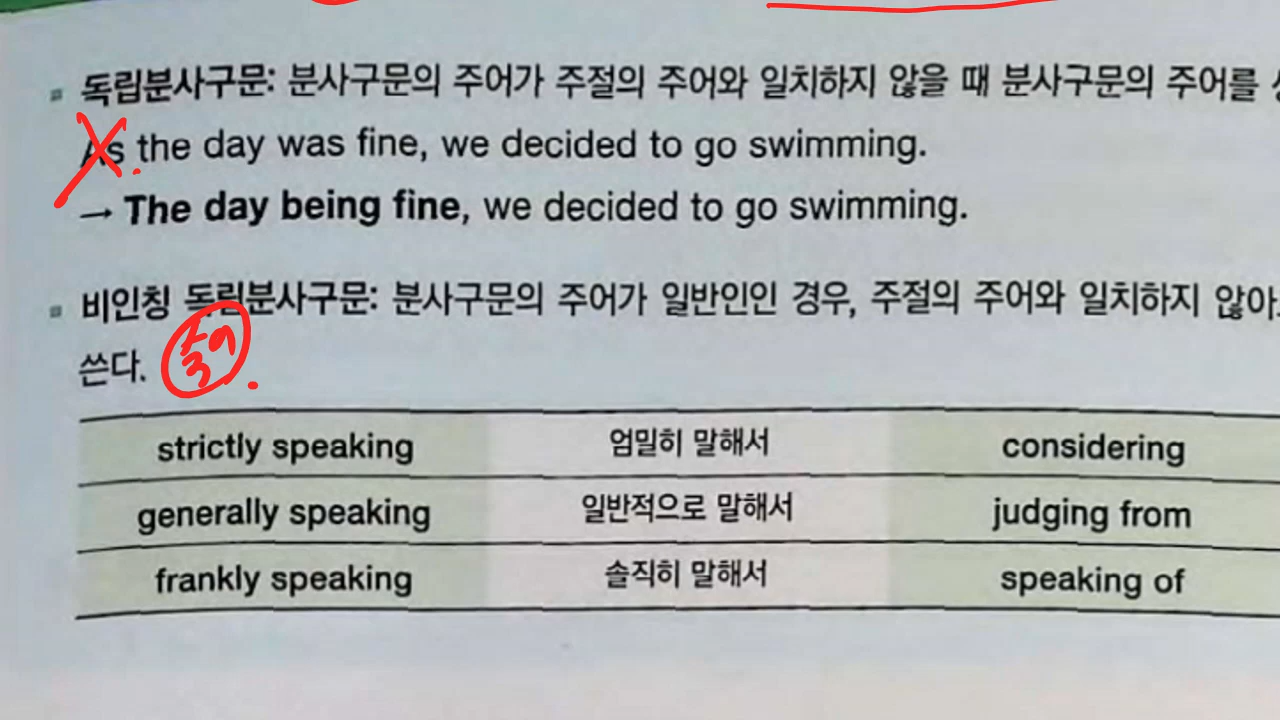 독립분사구문: 분사구문의 주어가 주절의 주어와 일치하지 않을 때 분사구문의 주어를
As the day was fine, we decided to go swimming.
→ The day being fine, we decided to go swimming.
비인칭 독립분사구문: 분사구문의 주어가 일반인인 경우, 주절의 주어와 일치하지 않아
쓴다. 숙어
strictly speaking 엄밀히 말해서 considering
generally speaking 일반적으로 말해서 judging from
frankly speaking 솔직히 말해서 speaking of